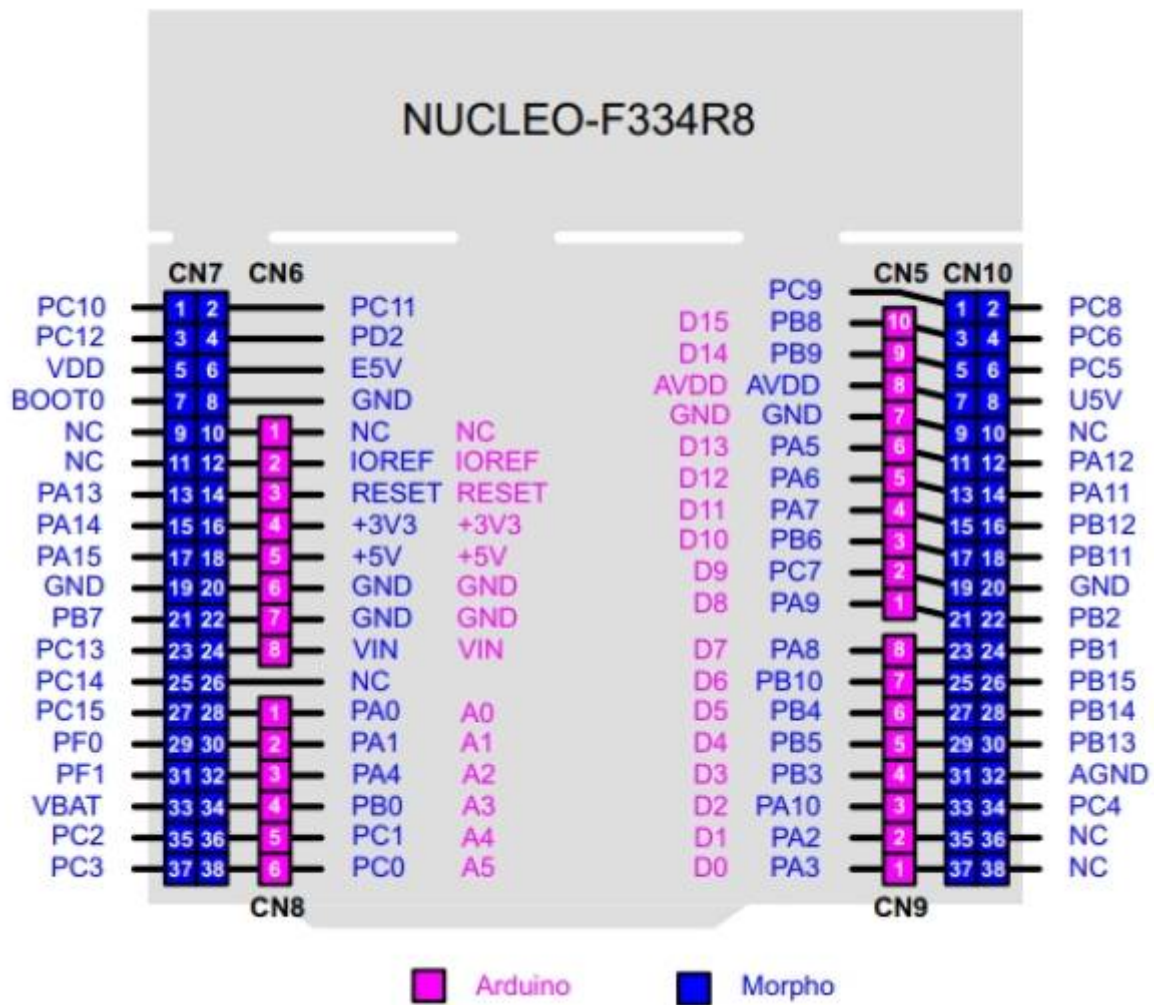 NUCLEO-F334R8
CN7 CN6 CN5 CN10
PC10 1 2 PC11 PC9 1 2 PC8
PC12 3 4 PD2 D15 PB8 10 3 4 PC6
VDD 5 6 E5V D14 PB9 9 5 6 PC5
BOOT0 7 8 GND AVDD AVDD 8 7 8 U5V
NC 9 10 1 NC NC GND GND 7 9 10 NC
NC 11 12 2 IOREF IOREF D13 PA5 6 11 12 PA12
PA13 13 14 3 RESET RESET D12 PA6 5 13 14 PA11
PA14 15 16 4 +3V3 +3V3 D11 PA7 4 15 16 PB12
PA15 17 18 5 +5V +5V D10 PB6 3 17 18 PB11
GND 19 20 6 GND GND D9 PC7 2 19 20 GND
PB7 21 22 7 GND GND D8 PA9 1 21 22 PB2
PC13 23 24 8 VIN VIN D7 PA8 8 23 24 PB1
PC14 25 26 NC D6 PB10 7 25 26 PB15
PC15 27 28 1 PA0 A0 D5 PB4 6 27 28 PB14
PF0 29 30 2 PA1 A1 D4 PB5 5 29 30 PB13
PF1 31 32 3 PA4 A2 D3 PB3 4 31 32 AGND
VBAT 33 34 4 PB0 A3 D2 PA10 3 33 34 PC4
PC2 35 36 5 PC1 A4 D1 PA2 2 35 36 NC
PC3 37 38 6 PC0 A5 D0 PA3 1 37 38 NC
CN8 CN9
Arduino Morpho